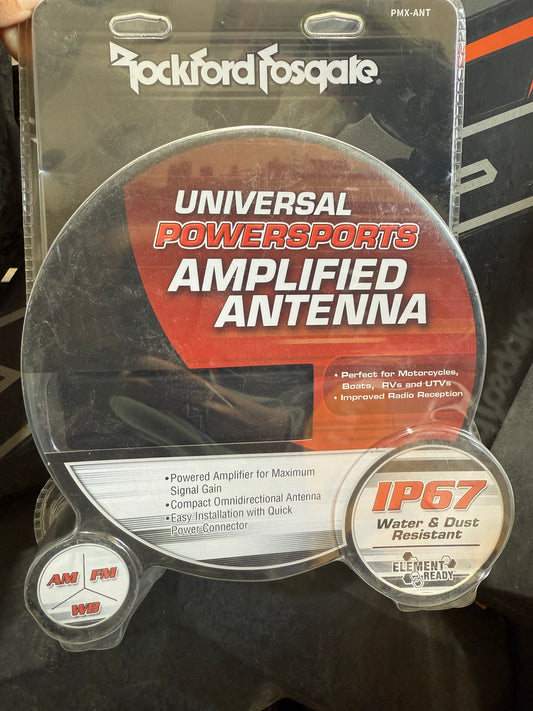 PMX-ANT
Rockford Fosgate®
UNIVERSAL
POWERSPORTS
AMPLIFIED
ANTENNA
• Perfect for Motorcycles,
Boats, RVs and UTVs
• Improved Radio Reception
• Powered Amplifier for Maximum
Signal Gain
• Compact Omnidirectional Antenna
• Easy Installation with Quick
Power Connector
IP67
Water & Dust
Resistant
ELEMENT
READY
AM FM
WB